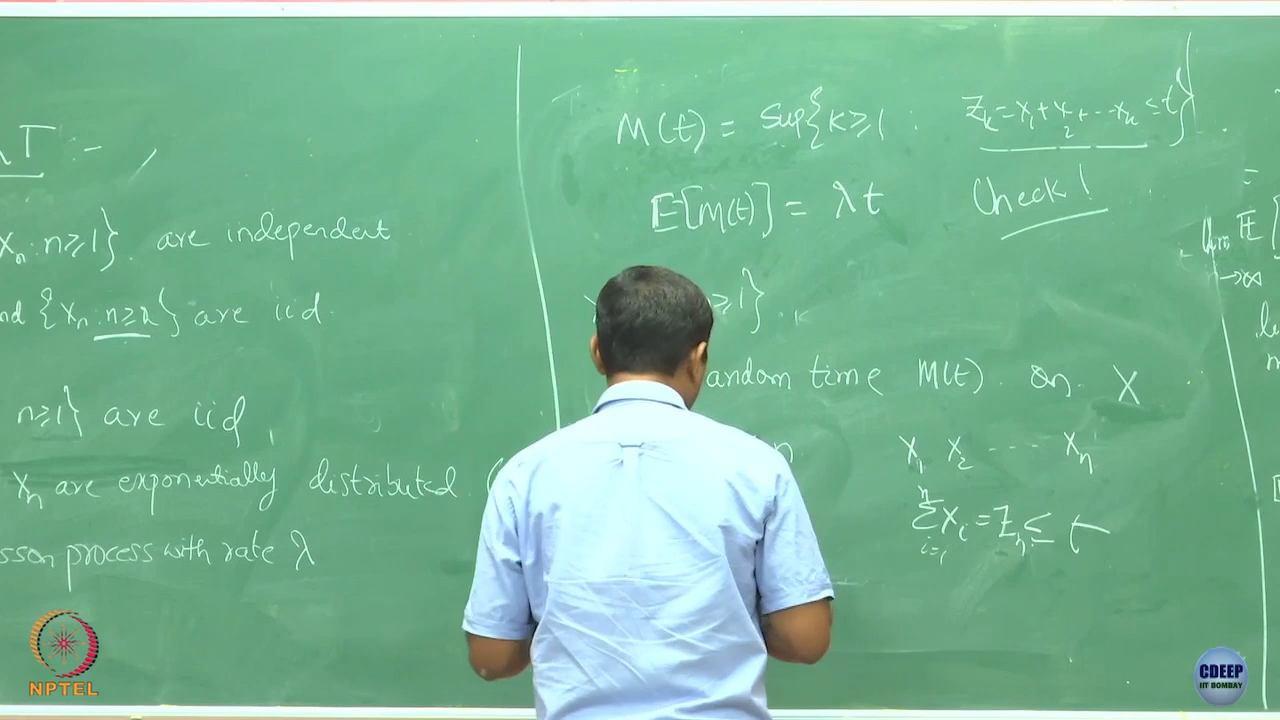 T :-
X_n : n≥1} are independent
{X_n : n≥2} are iid.
n≥1} are iid
X_n are exponentially distributed. (
sson process with rate λ
M(t) = Sup{K≥1 : Z_k = X_1 + X_2 + ... X_k ≤ t}
E[M(t)] = λt Check!
≥1}.
andom time M(t). on X
n X_1 X_2 --- X_n
n
∑ X_i = Z_n ≤ t
i=1
=
lim E[
n→∞
NPTEL
CDEEP
IIT BOMBAY